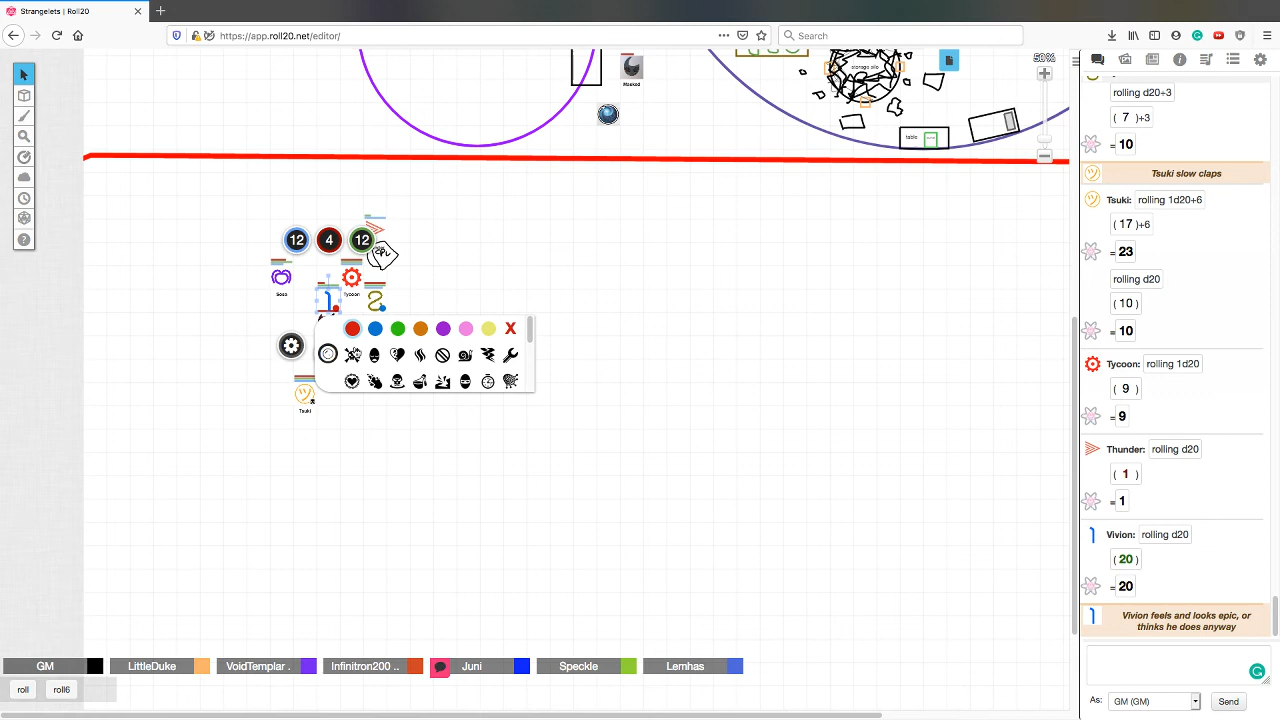 Strangelets | Roll20
https://app.roll20.net/editor/
Search
50%
storage silo
Masked
table
rolling d20+3
( 7 )+3
= 10
Tsuki slow claps
Tsuki: rolling 1d20+6
( 17 )+6
= 23
rolling d20
( 10 )
= 10
Tycoon: rolling 1d20
( 9 )
= 9
Thunder: rolling d20
( 1 )
= 1
Vivion: rolling d20
( 20 )
= 20
Vivion feels and looks epic, or
thinks he does anyway
12 4 12
Tycoon
X
Tsuki
GM LittleDuke VoidTemplar . Infinitron200 .. Juni Speckle Lemhas
roll roll6
As: GM (GM) Send